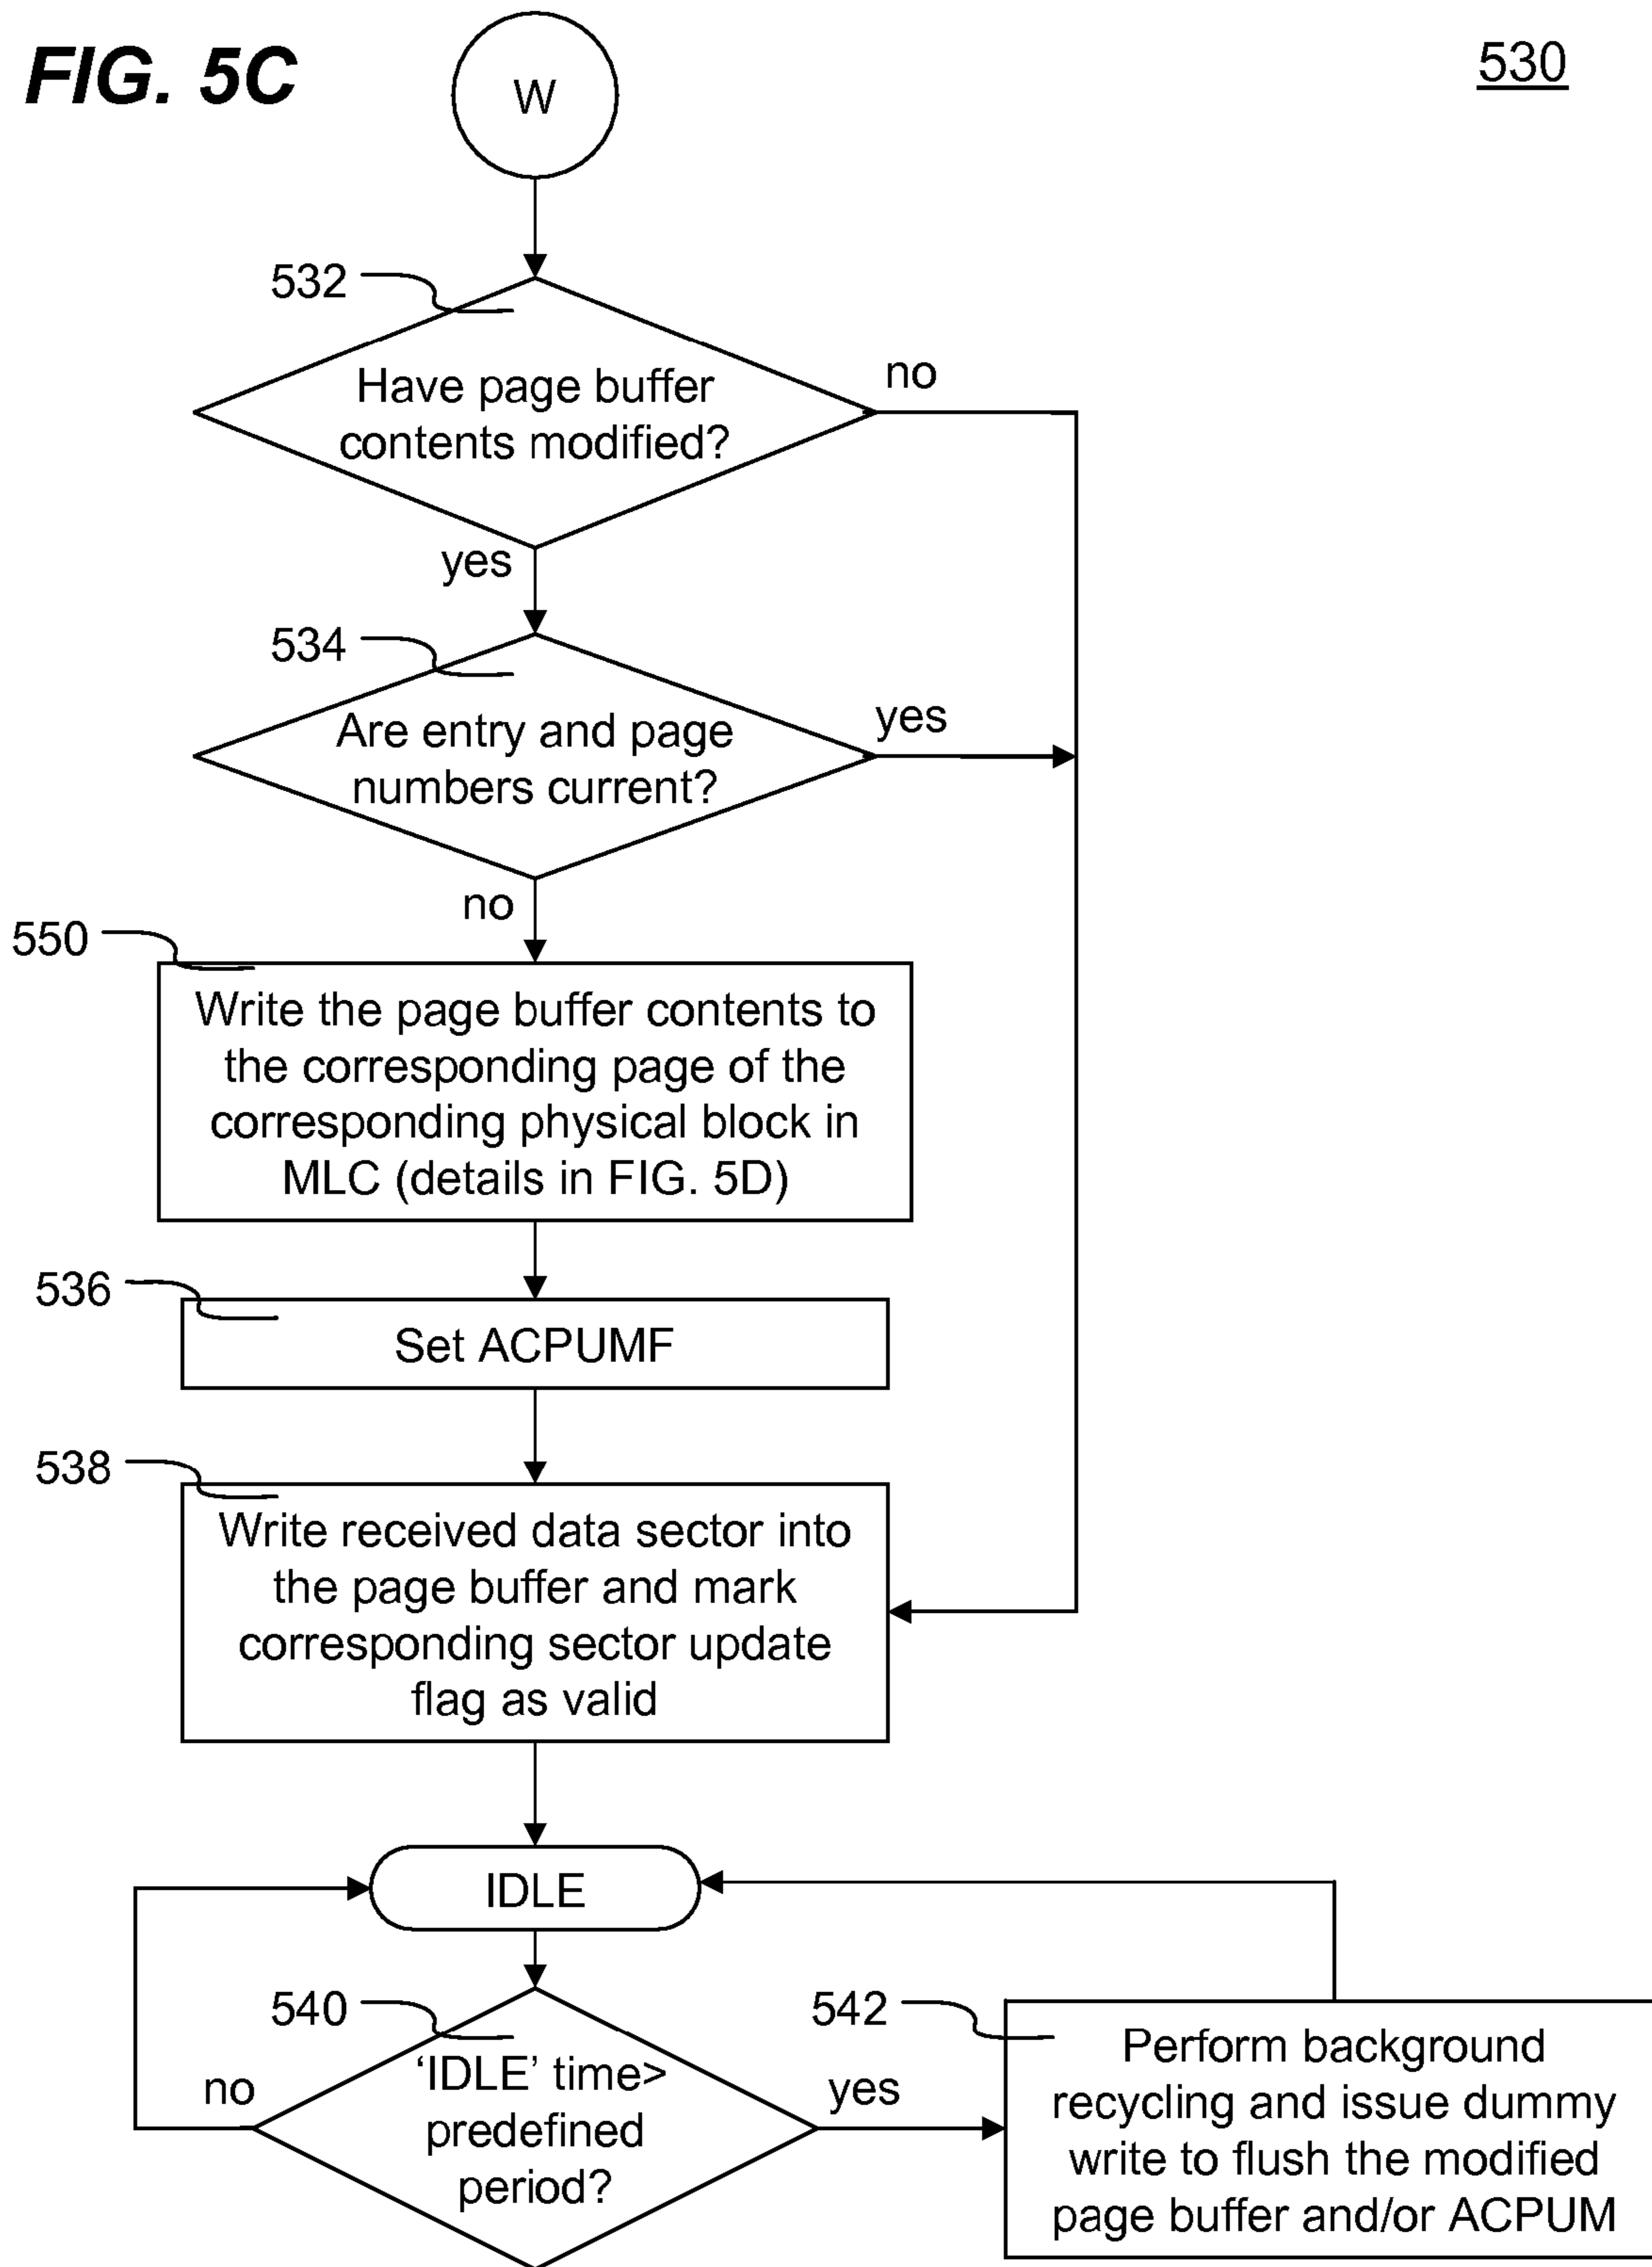 FIG. 5C
530
W
532
Have page buffer
contents modified?
no
yes
534
Are entry and page
numbers current?
yes
no
550
Write the page buffer contents to
the corresponding page of the
corresponding physical block in
MLC (details in FIG. 5D)
536
Set ACPUMF
538
Write received data sector into
the page buffer and mark
corresponding sector update
flag as valid
IDLE
540
‘IDLE’ time>
predefined
period?
no
yes
542
Perform background
recycling and issue dummy
write to flush the modified
page buffer and/or ACPUM